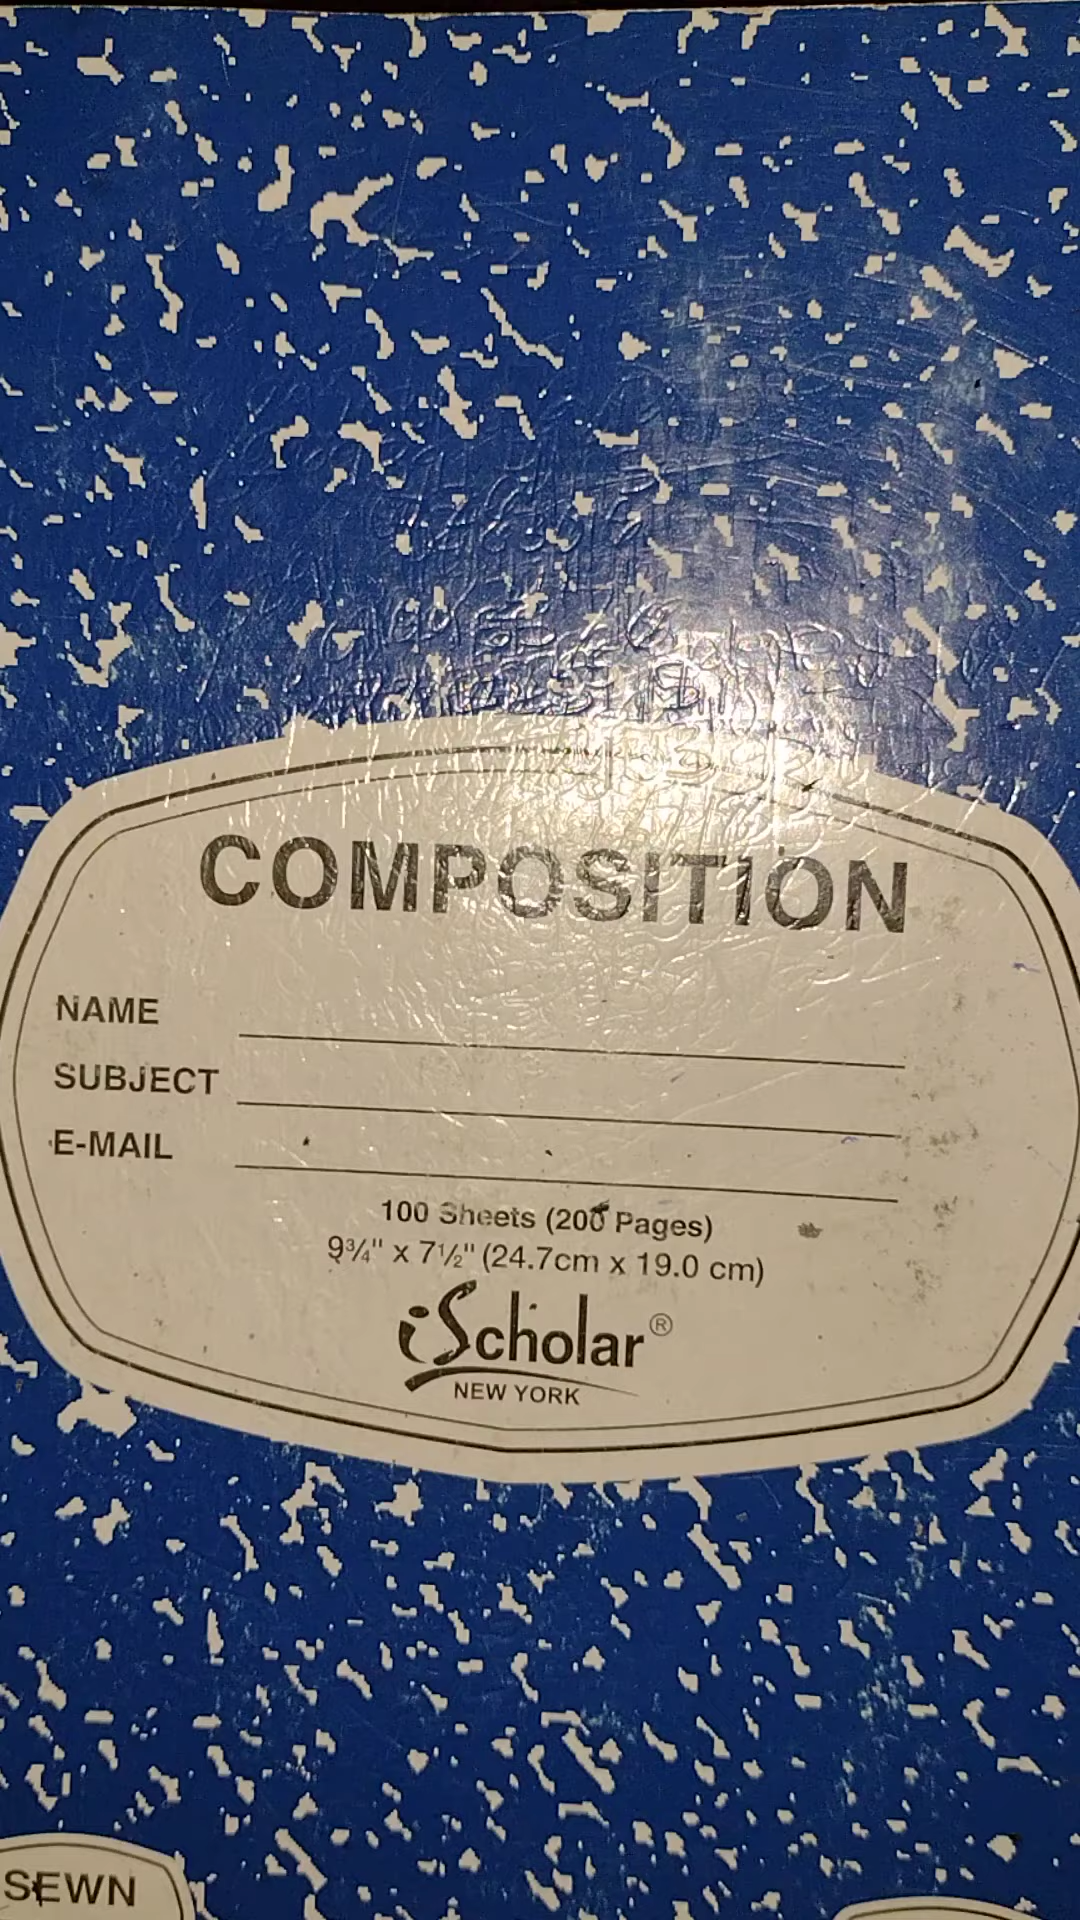 COMPOSITION
NAME
SUBJECT
E-MAIL
100 Sheets (200 Pages)
9¾" x 7½" (24.7cm x 19.0 cm)
iScholar®
NEW YORK
SEWN